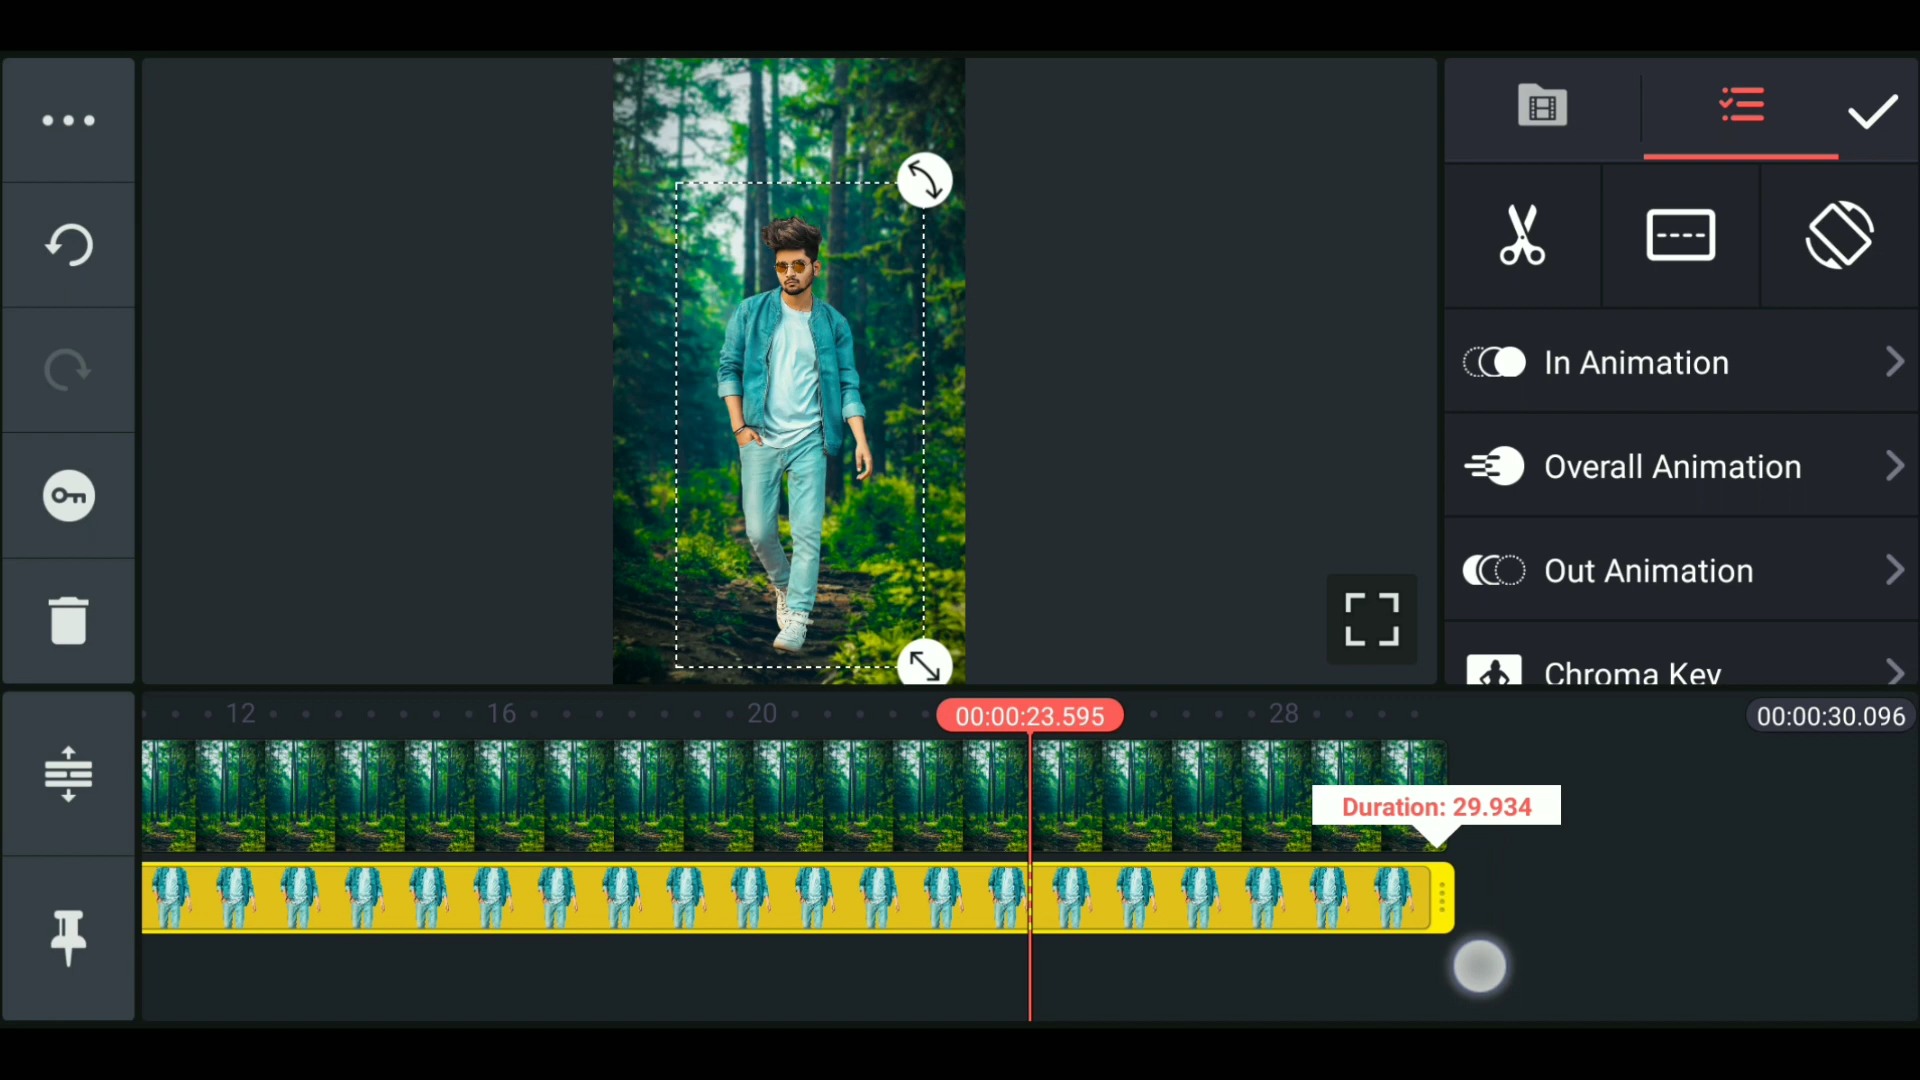 In Animation
Overall Animation
Out Animation
Chroma Key
12
16
20
00:00:23.595
28
00:00:30.096
Duration: 29.934